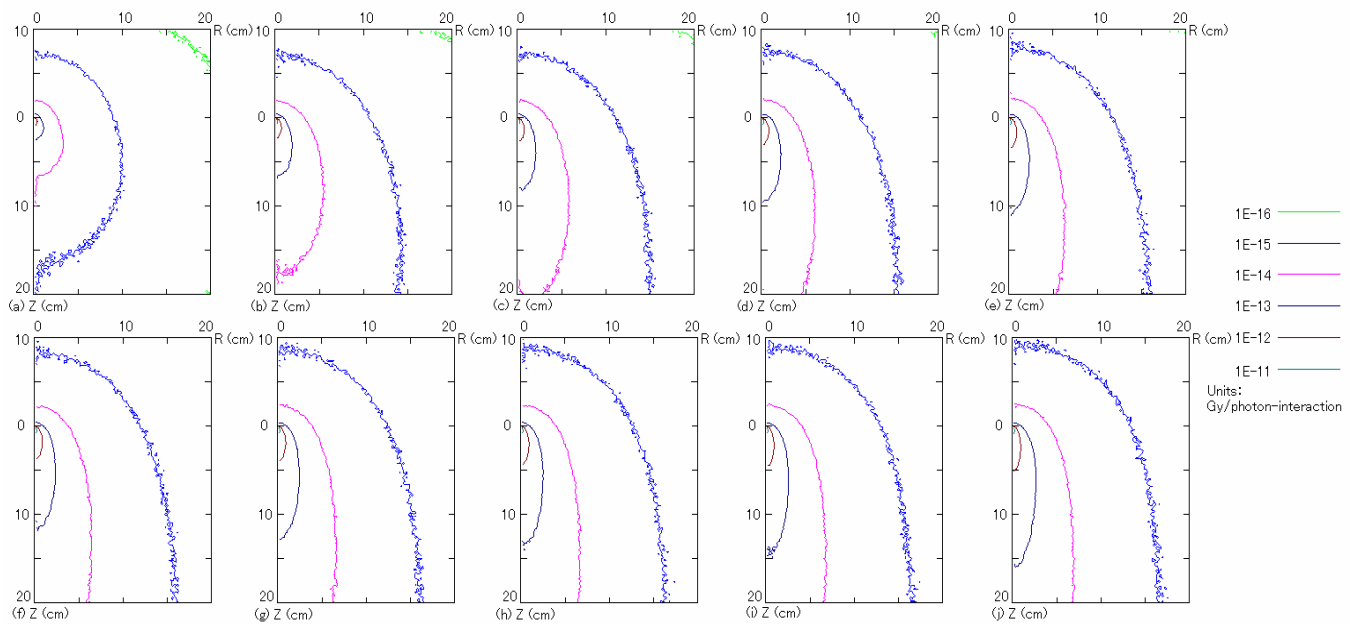 0 10 20 R (cm)
0 10 20 R (cm)
0 10 20 R (cm)
0 10 20 R (cm)
0 10 20
10 10 10 10 10
0 0 0 0 0
10 10 10 10 10
20 20 20 20 20
(a) Z (cm)
(b) Z (cm)
(c) Z (cm)
(d) Z (cm)
(e) Z (cm)
0 10 20 R (cm)
0 10 20 R (cm)
0 10 20 R (cm)
0 10 20 R (cm)
0 10 20 R (cm)
10 10 10 10 10
0 0 0 0 0
10 10 10 10 10
20 20 20 20 20
(f) Z (cm)
(g) Z (cm)
(h) Z (cm)
(i) Z (cm)
(j) Z (cm)
1E-16
1E-15
1E-14
1E-13
1E-12
1E-11
Units:
Gy/photon-interaction